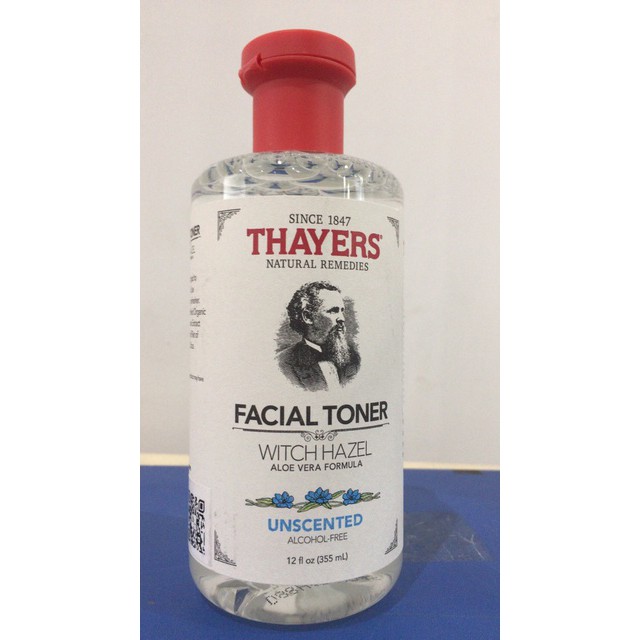 SINCE 1847
THAYERS®
NATURAL REMEDIES
FACIAL TONER
WITCH HAZEL
ALOE VERA FORMULA
UNSCENTED
ALCOHOL-FREE
12 fl oz (355 mL)